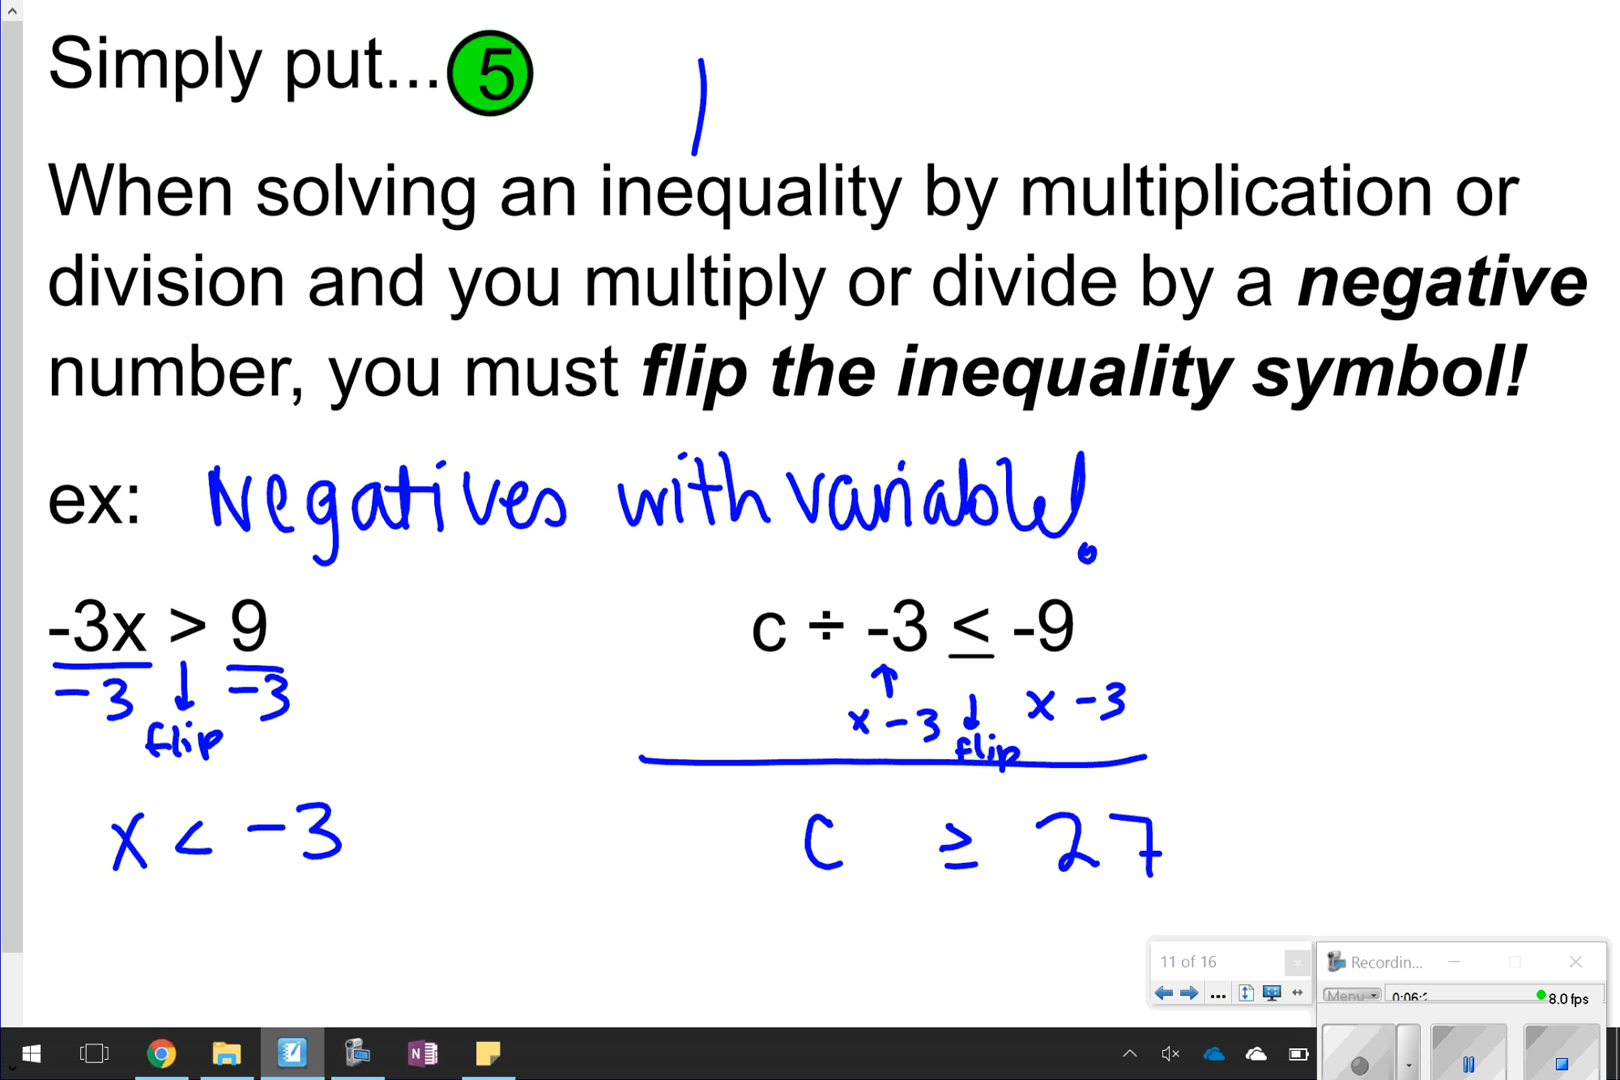 Simply put... 5
When solving an inequality by multiplication or
division and you multiply or divide by a negative
number, you must flip the inequality symbol!
ex: Negatives with variable!
-3x > 9 c ÷ -3 ≤ -9
-3 ↓ -3 ↑
flip x -3 ↓ x -3
flip
x < -3 c ≥ 27
11 of 16
Recordin...
Menu
8.0 fps